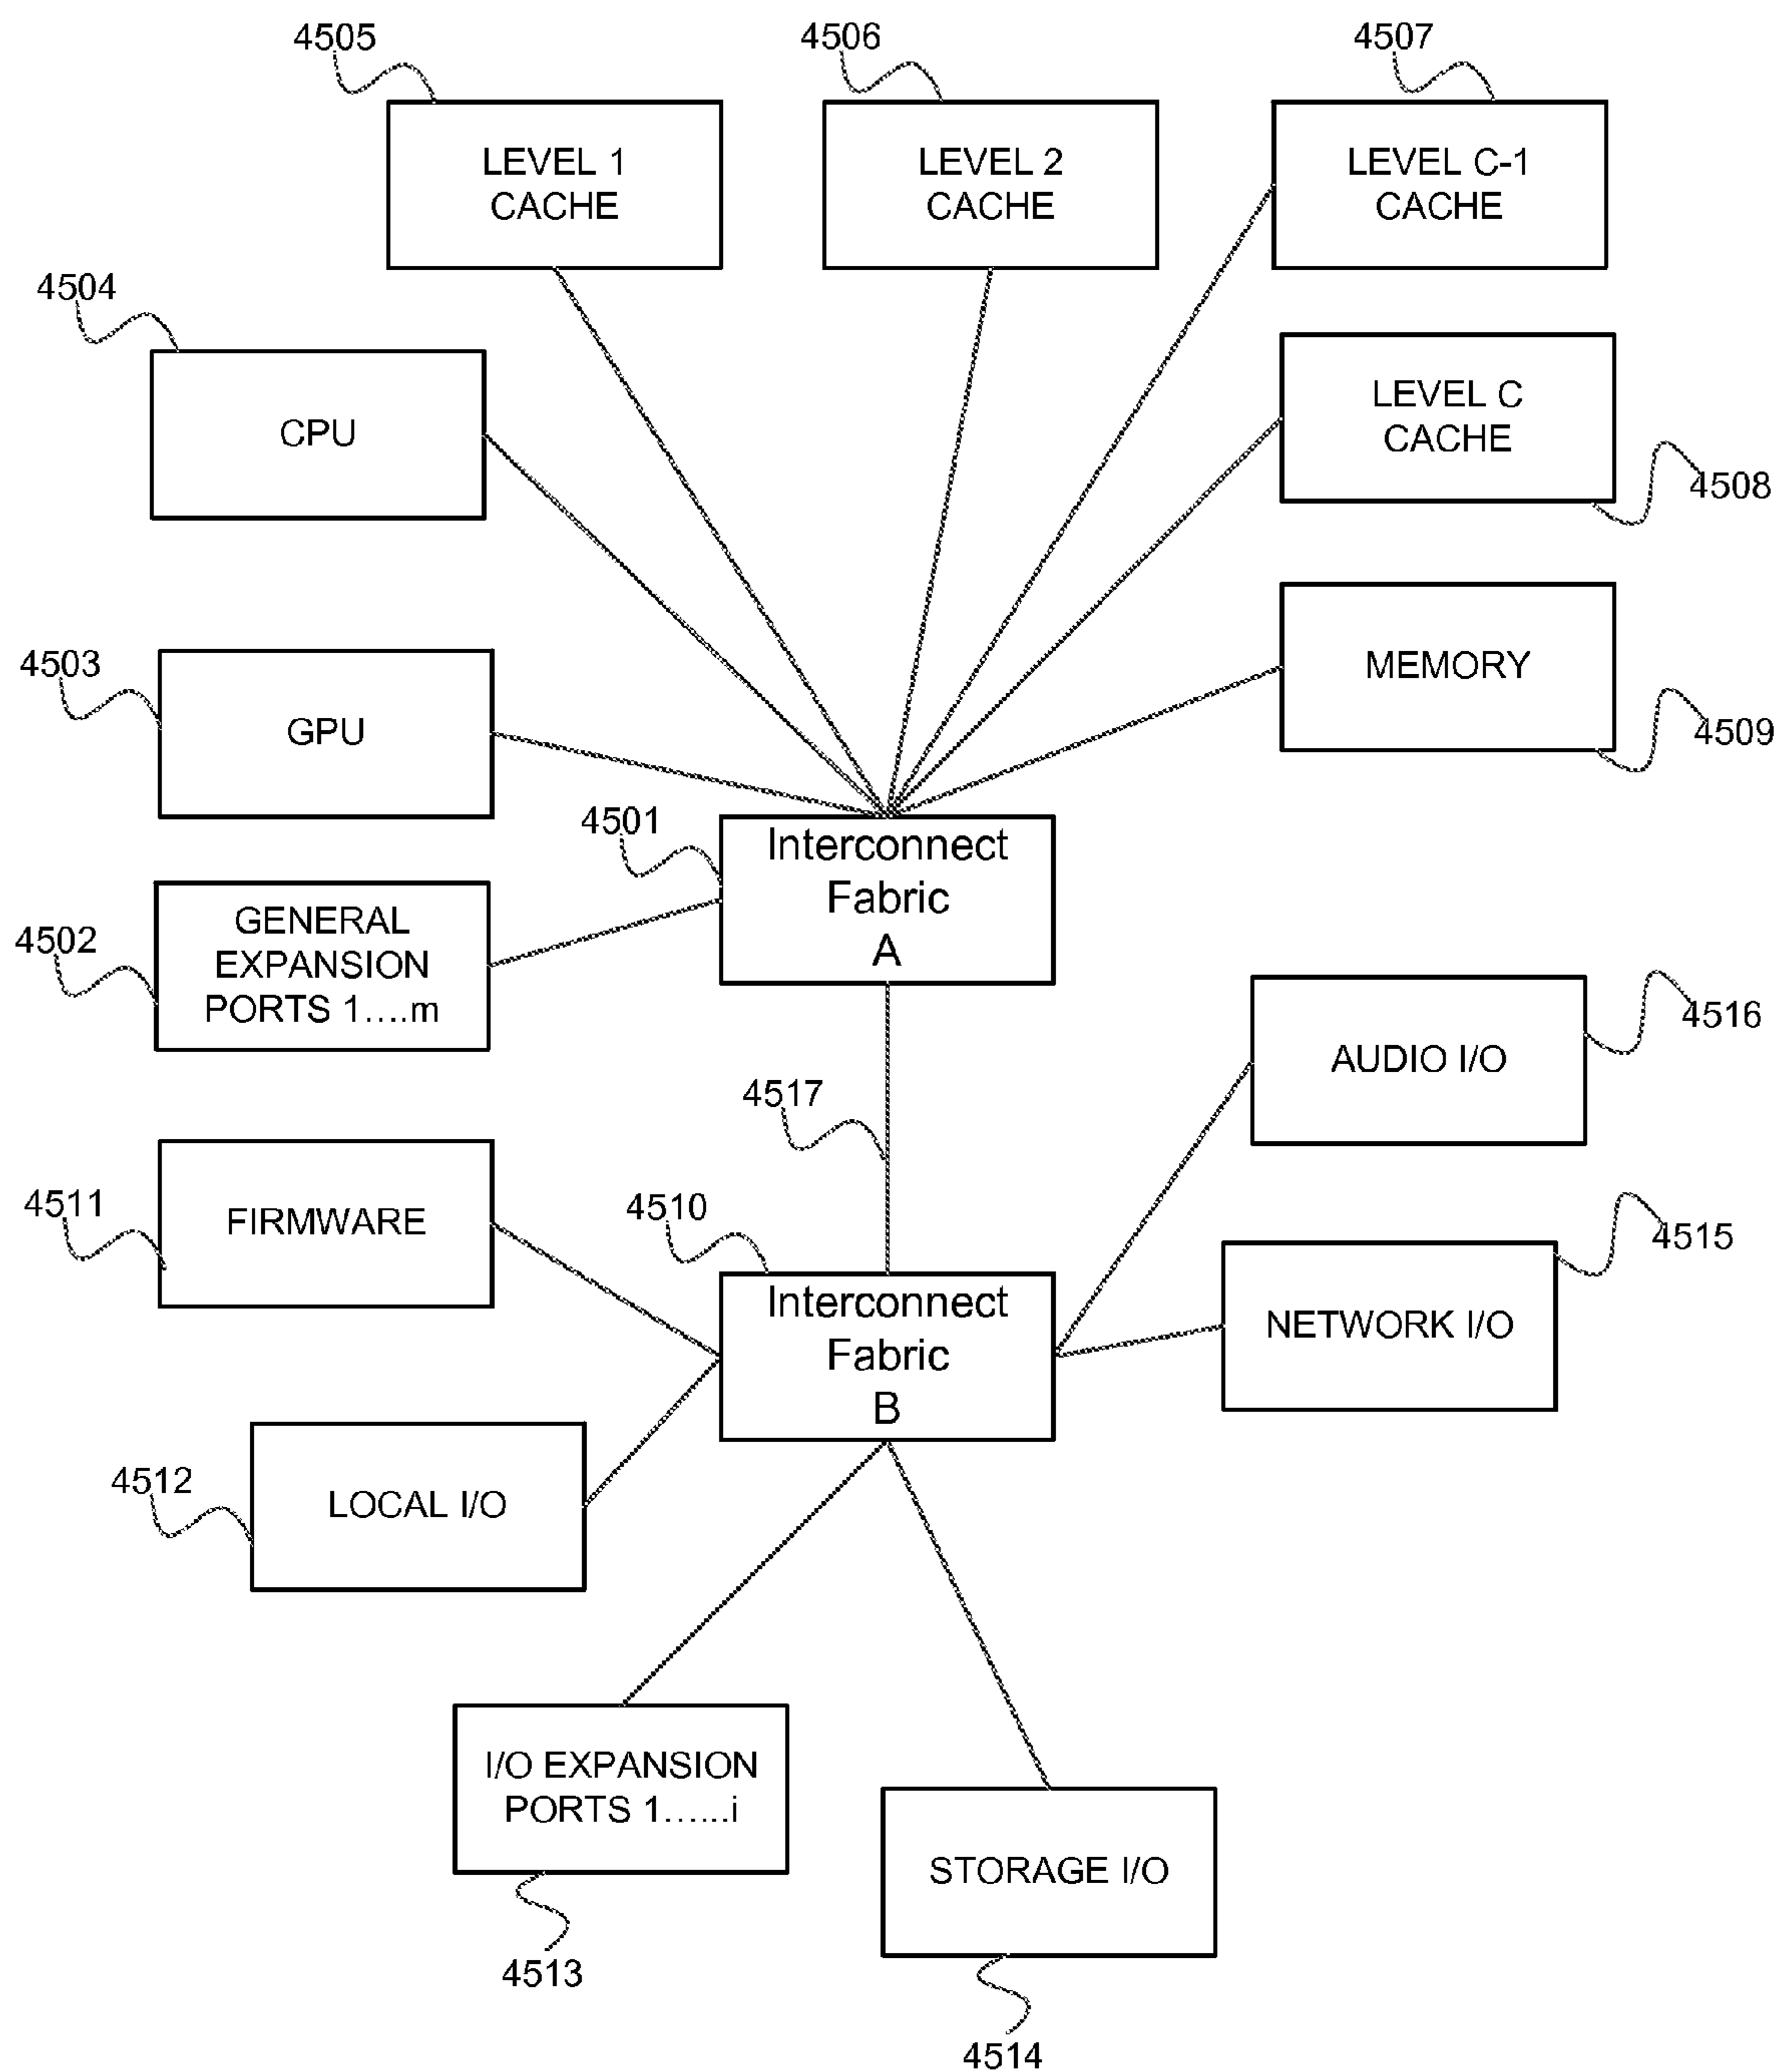 4505
4506
4507
LEVEL 1
CACHE
LEVEL 2
CACHE
LEVEL C-1
CACHE
4504
CPU
LEVEL C
CACHE
4508
4503
GPU
MEMORY
4509
4501
Interconnect
Fabric
A
4502
GENERAL
EXPANSION
PORTS 1....m
4516
AUDIO I/O
4517
4511
FIRMWARE
4510
Interconnect
Fabric
B
4515
NETWORK I/O
4512
LOCAL I/O
I/O EXPANSION
PORTS 1......i
4513
STORAGE I/O
4514